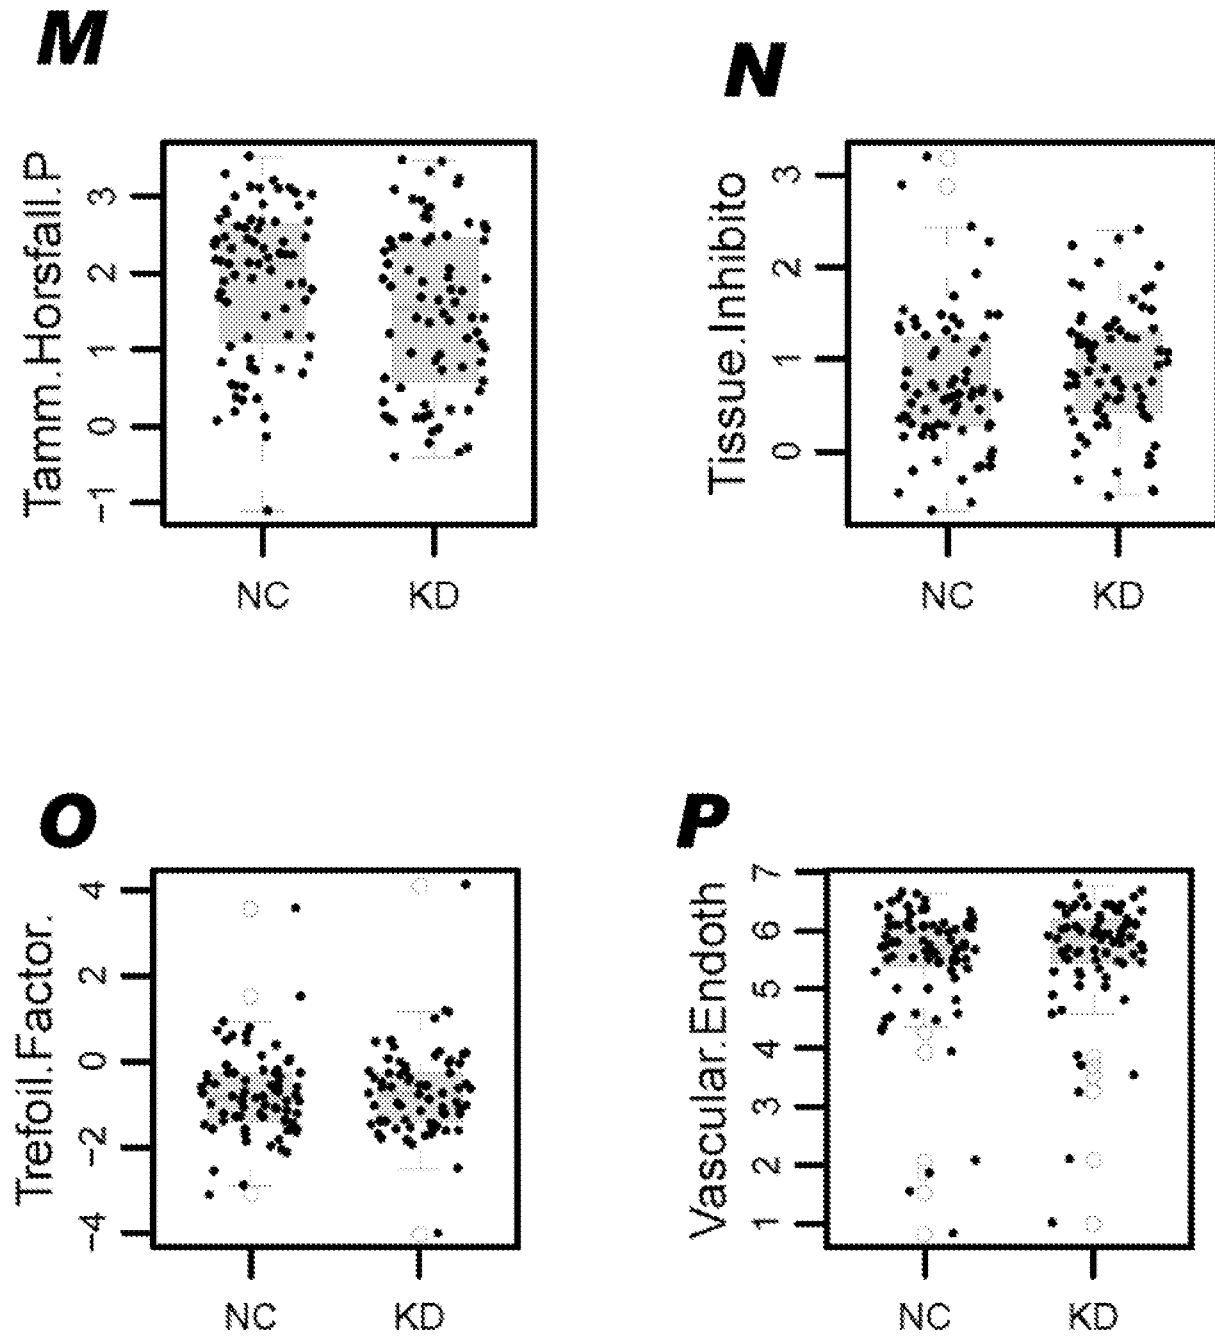 M
N
Tamm.Horsfall.P
3
2
1
0
−1
NC
KD
Tissue.Inhibito
3
2
1
0
NC
KD
O
P
Trefoil.Factor.
4
2
0
−2
−4
NC
KD
Vascular.Endoth
7
6
5
4
3
2
1
NC
KD